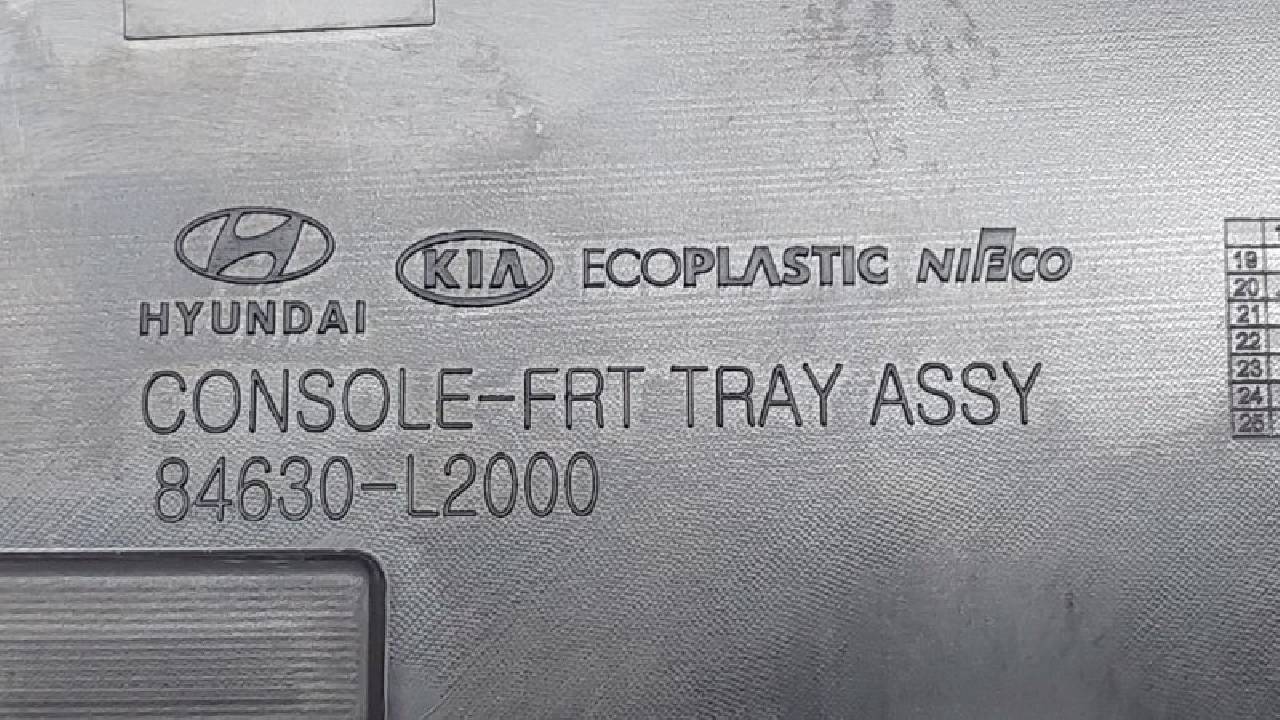 HYUNDAI
KIA ECOPLASTIC NIFCO
CONSOLE-FRT TRAY ASSY
84630-L2000
19
20
21
22
23
24
25